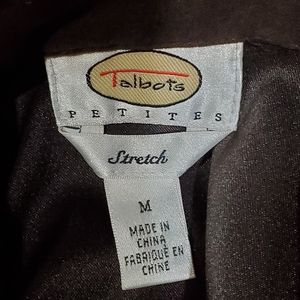 Talbots
PETITES
Stretch
M
MADE IN
CHINA
FABRIQUÉ EN
CHINE